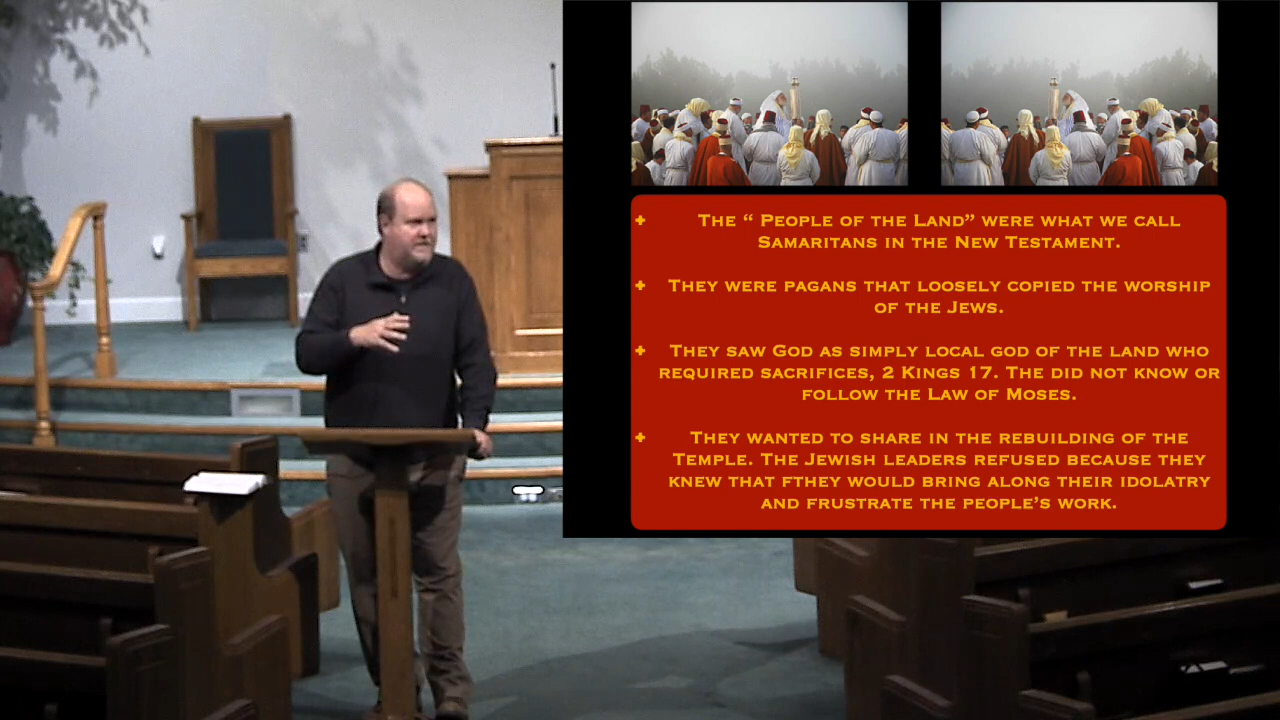 The “ People of the Land” were what we call
Samaritans in the New Testament.
They were pagans that loosely copied the worship
of the Jews.
They saw God as simply local god of the land who
required sacrifices, 2 Kings 17. The did not know or
follow the Law of Moses.
They wanted to share in the rebuilding of the
Temple. The Jewish leaders refused because they
knew that fthey would bring along their idolatry
and frustrate the people’s work.